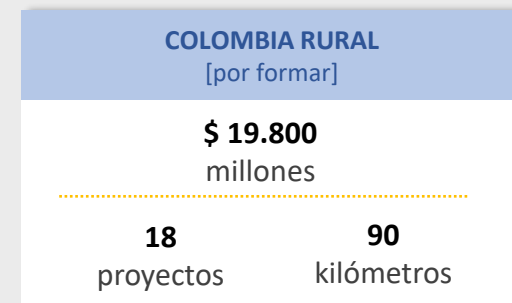 COLOMBIA RURAL
[por formar]
$ 19.800
millones
18
proyectos
90
kilómetros